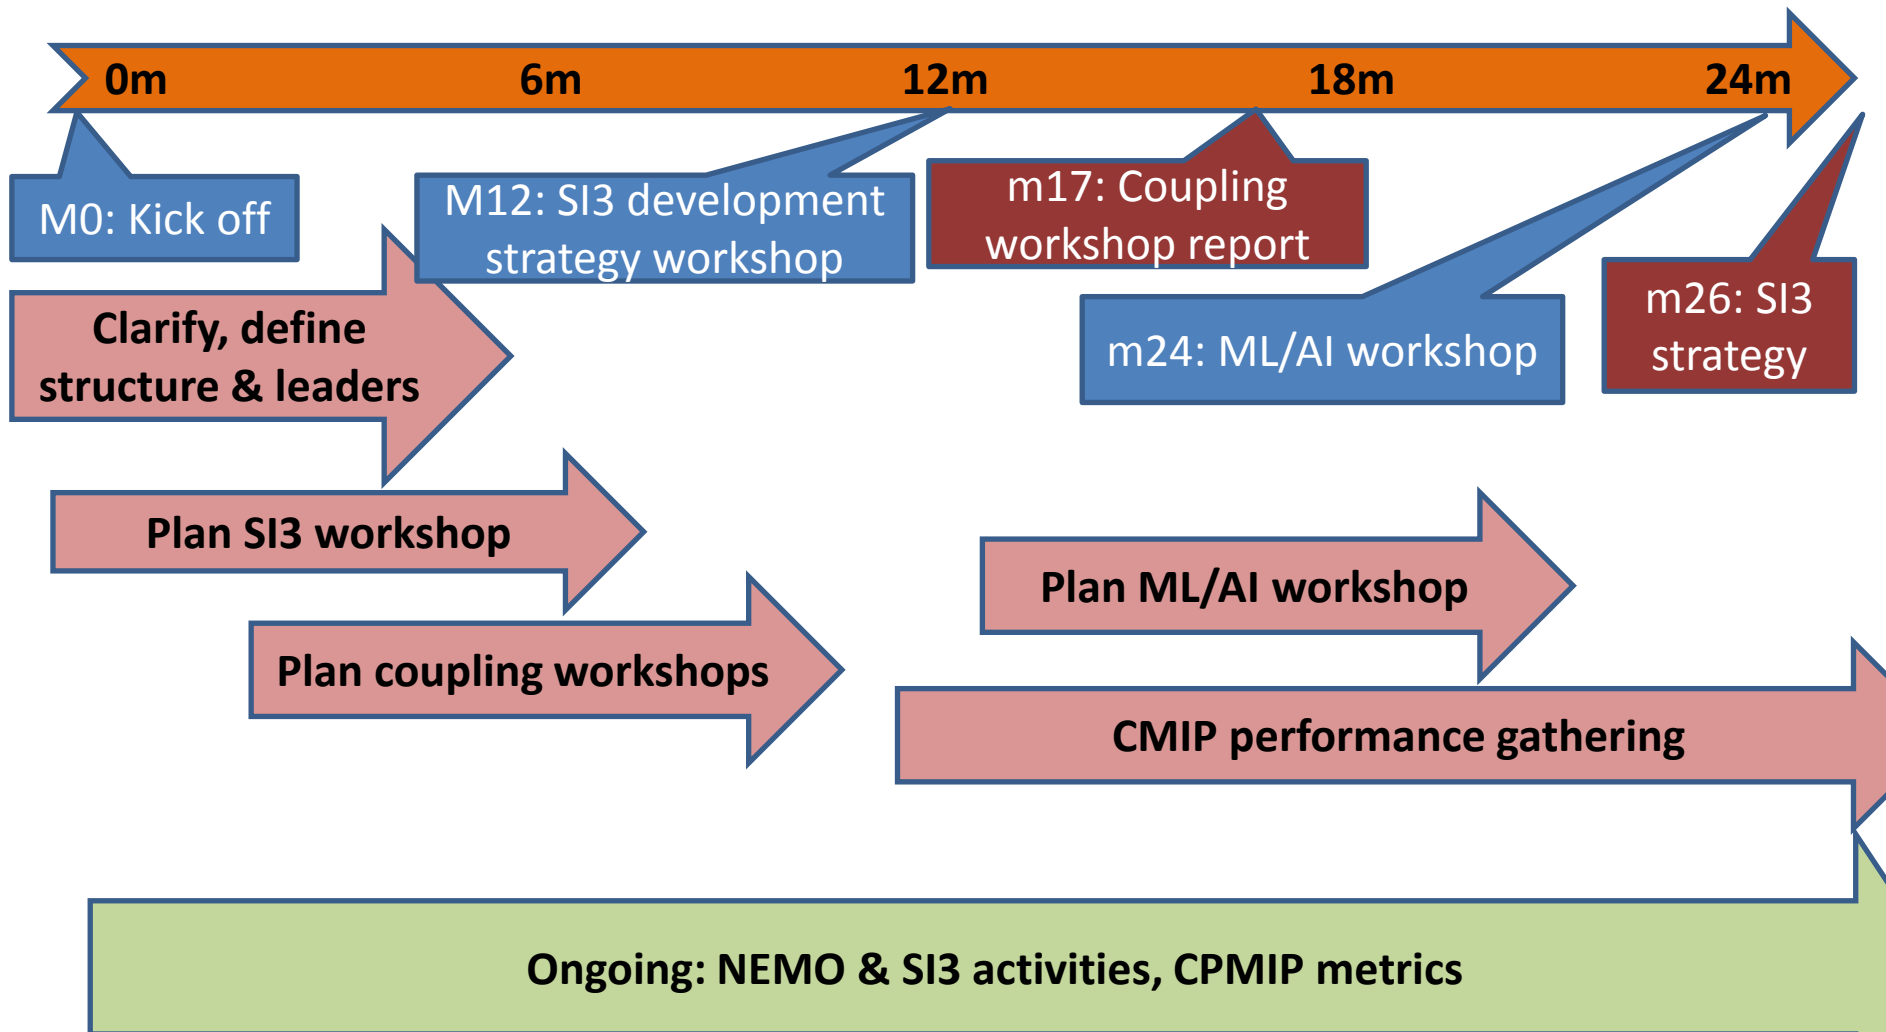 0m 6m 12m 18m 24m
M0: Kick off
M12: SI3 development
strategy workshop
m17: Coupling
workshop report
m24: ML/AI workshop
m26: SI3
strategy
Clarify, define
structure & leaders
Plan SI3 workshop
Plan ML/AI workshop
Plan coupling workshops
CMIP performance gathering
Ongoing: NEMO & SI3 activities, CPMIP metrics